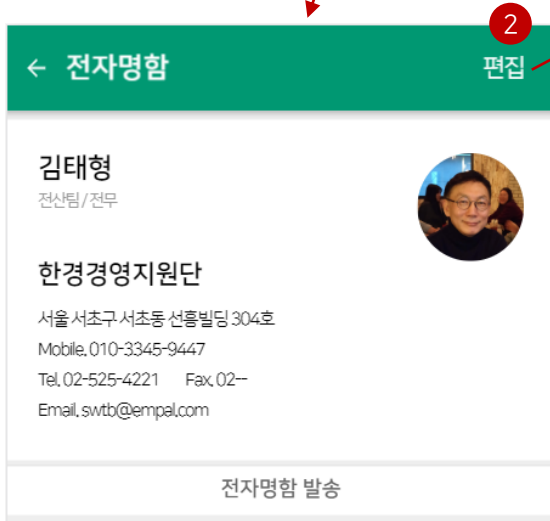 2
← 전자명함 편집
김태형
전산팀/전무
한경경영지원단
서울 서초구 서초동 선흥빌딩 304호
Mobile. 010-3345-9447
Tel. 02-525-4221 Fax. 02--
Email. swtb@empal.com
전자명함 발송